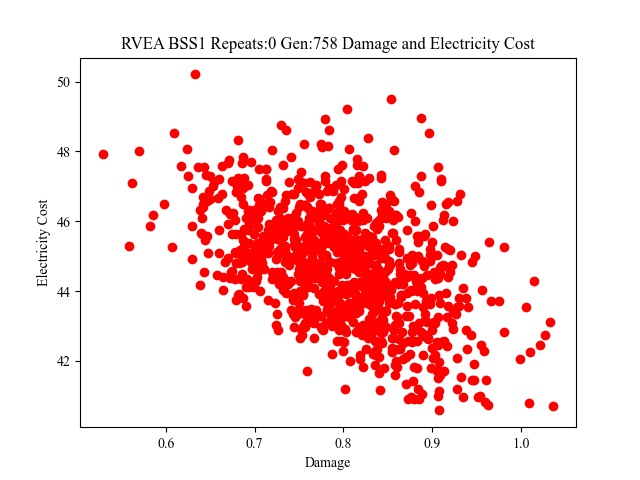 RVEA BSS1 Repeats:0 Gen:758 Damage and Electricity Cost
50
48
46
44
42
Electricity Cost
0.6 0.7 0.8 0.9 1.0
Damage